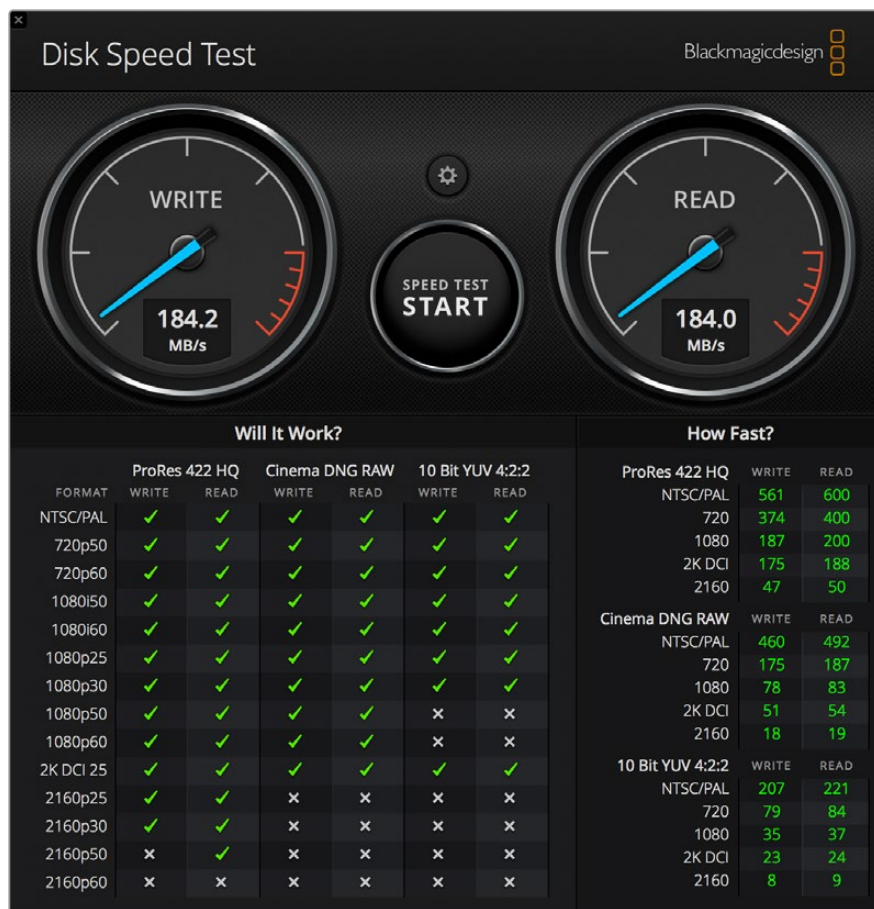 Disk Speed Test
Blackmagicdesign
WRITE
184.2
MB/s
SPEED TEST
START
READ
184.0
MB/s
Will It Work?
ProRes 422 HQ Cinema DNG RAW 10 Bit YUV 4:2:2
FORMAT WRITE READ WRITE READ WRITE READ
NTSC/PAL ✓ ✓ ✓ ✓ ✓ ✓
720p50 ✓ ✓ ✓ ✓ ✓ ✓
720p60 ✓ ✓ ✓ ✓ ✓ ✓
1080i50 ✓ ✓ ✓ ✓ ✓ ✓
1080i60 ✓ ✓ ✓ ✓ ✓ ✓
1080p25 ✓ ✓ ✓ ✓ ✓ ✓
1080p30 ✓ ✓ ✓ ✓ ✓ ✓
1080p50 ✓ ✓ ✓ ✓ × ×
1080p60 ✓ ✓ ✓ ✓ × ×
2K DCI 25 ✓ ✓ ✓ ✓ ✓ ✓
2160p25 ✓ ✓ × × × ×
2160p30 ✓ ✓ × × × ×
2160p50 × ✓ × × × ×
2160p60 × × × × × ×
How Fast?
ProRes 422 HQ WRITE READ
NTSC/PAL 561 600
720 374 400
1080 187 200
2K DCI 175 188
2160 47 50
Cinema DNG RAW WRITE READ
NTSC/PAL 460 492
720 175 187
1080 78 83
2K DCI 51 54
2160 18 19
10 Bit YUV 4:2:2 WRITE READ
NTSC/PAL 207 221
720 79 84
1080 35 37
2K DCI 23 24
2160 8 9